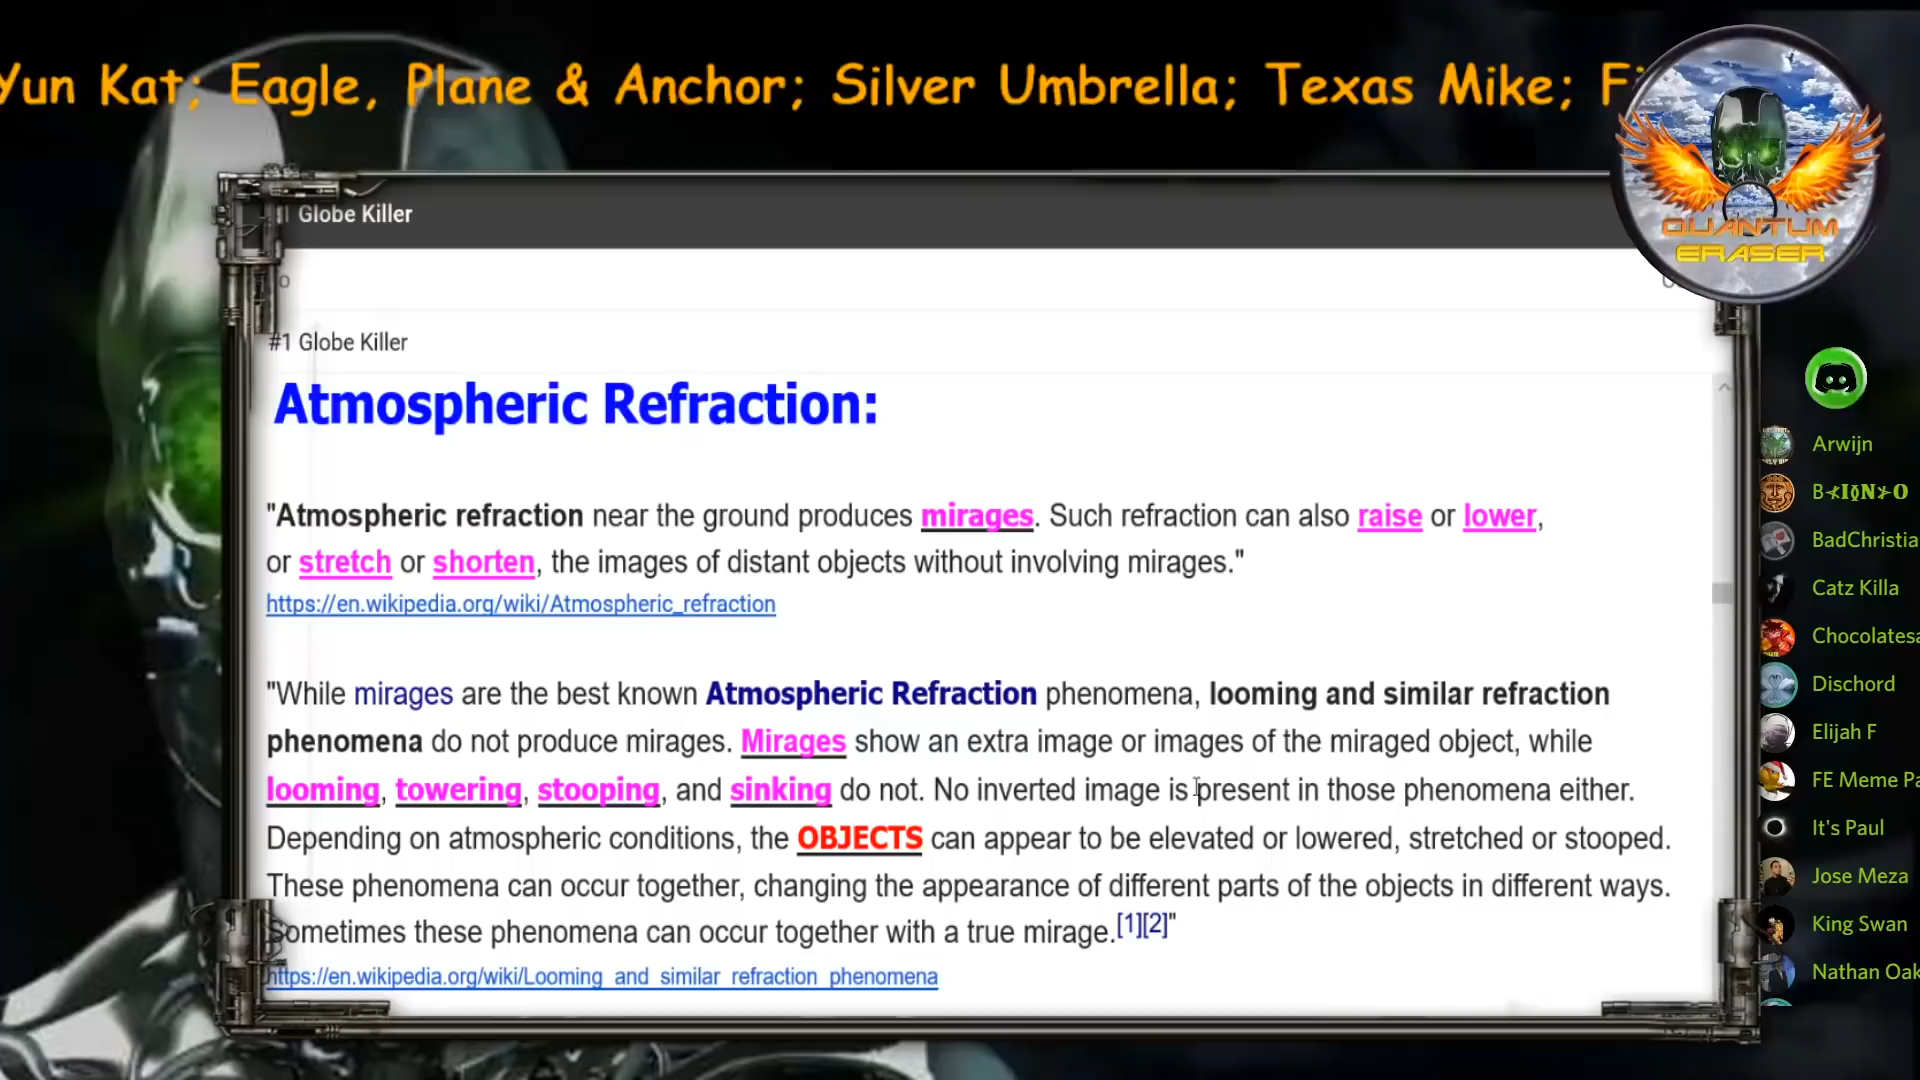 Yun Kat; Eagle, Plane & Anchor; Silver Umbrella; Texas Mike;
QUANTUM
ERASER
Globe Killer
#1 Globe Killer
Atmospheric Refraction:
"Atmospheric refraction near the ground produces mirages. Such refraction can also raise or lower,
or stretch or shorten, the images of distant objects without involving mirages."
https://en.wikipedia.org/wiki/Atmospheric_refraction
"While mirages are the best known Atmospheric Refraction phenomena, looming and similar refraction
phenomena do not produce mirages. Mirages show an extra image or images of the miraged object, while
looming, towering, stooping, and sinking do not. No inverted image is present in those phenomena either.
Depending on atmospheric conditions, the OBJECTS can appear to be elevated or lowered, stretched or stooped.
These phenomena can occur together, changing the appearance of different parts of the objects in different ways.
Sometimes these phenomena can occur together with a true mirage.[1][2]"
https://en.wikipedia.org/wiki/Looming_and_similar_refraction_phenomena
Arwijn
BadChristia
Catz Killa
Chocolatesa
Dischord
Elijah F
FE Meme Pa
It's Paul
Jose Meza
King Swan
Nathan Oak